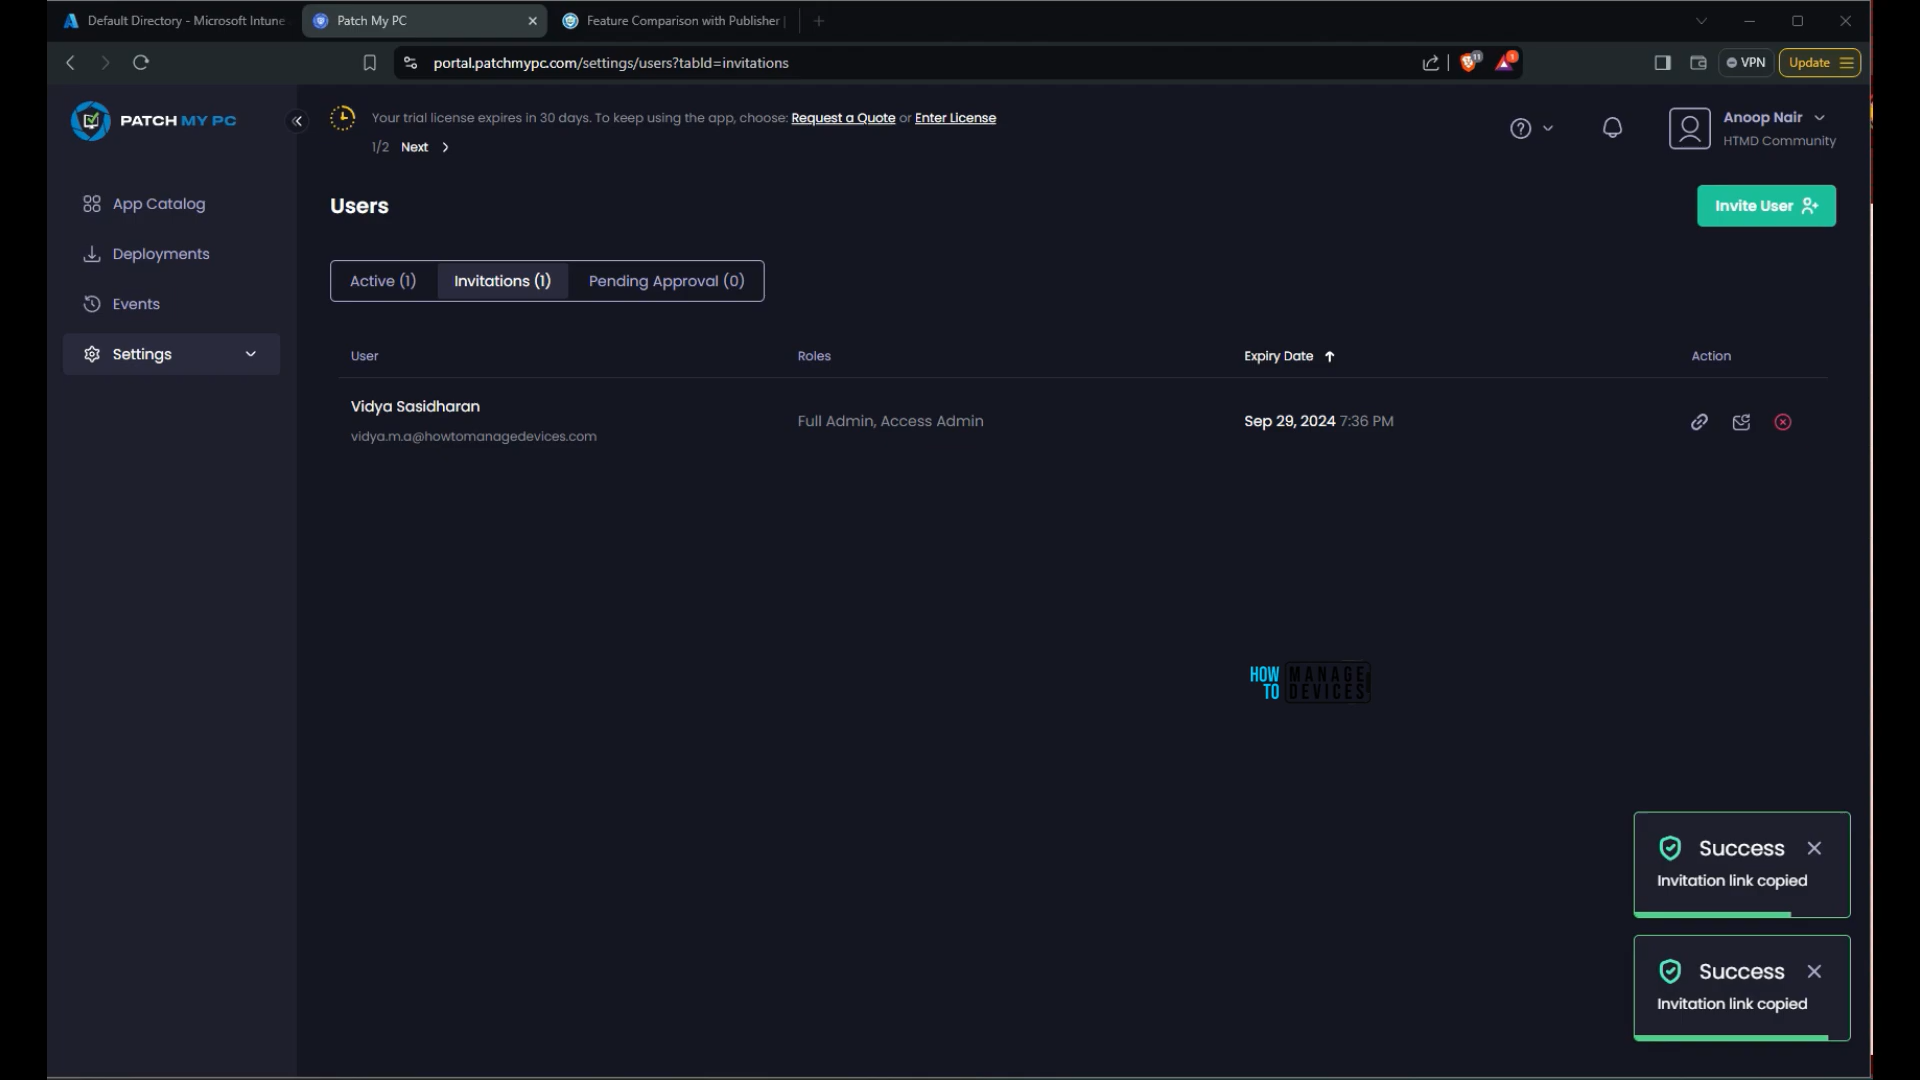 Default Directory - Microsoft Intune
Patch My PC
Feature Comparison with Publisher |
portal.patchmypc.com/settings/users?tabId=invitations
11
1
VPN
Update
PATCH MY PC
Your trial license expires in 30 days. To keep using the app, choose: Request a Quote or Enter License
1/2 Next
Anoop Nair
HTMD Community
App Catalog
Deployments
Events
Settings
Users
Invite User
Active (1)
Invitations (1)
Pending Approval (0)
User
Roles
Expiry Date
Action
Vidya Sasidharan
vidya.m.a@howtomanagedevices.com
Full Admin, Access Admin
Sep 29, 2024 7:36 PM
HOW TO MANAGE DEVICES
Success
Invitation link copied
Success
Invitation link copied